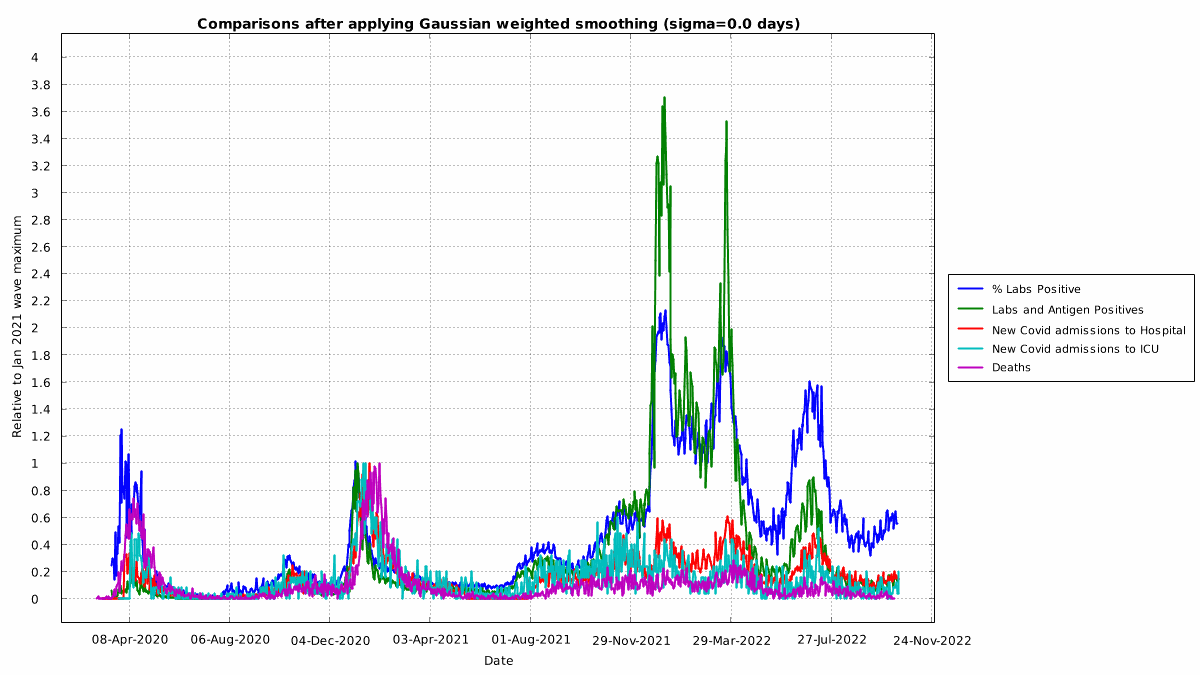 Comparisons after applying Gaussian weighted smoothing (sigma=0.0 days)
4
3.8
3.6
3.4
3.2
3
2.8
2.6
2.4
2.2
2
1.8
1.6
1.4
1.2
1
0.8
0.6
0.4
0.2
0
Relative to Jan 2021 wave maximum
08-Apr-2020
06-Aug-2020
04-Dec-2020
03-Apr-2021
01-Aug-2021
29-Nov-2021
29-Mar-2022
27-Jul-2022
24-Nov-2022
Date
% Labs Positive
Labs and Antigen Positives
New Covid admissions to Hospital
New Covid admissions to ICU
Deaths